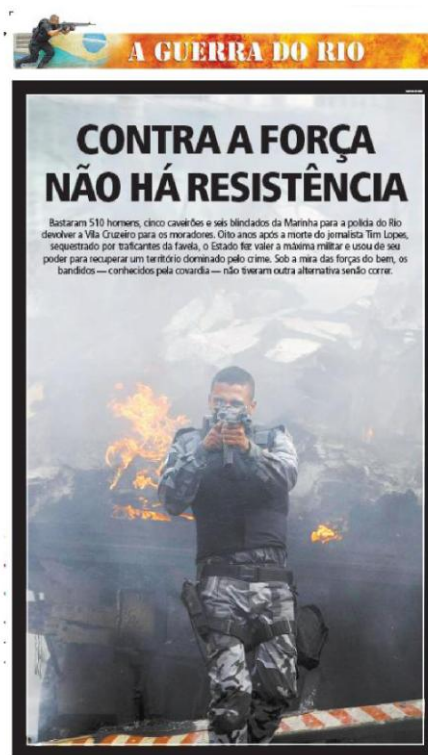 A GUERRA DO RIO
CONTRA A FORÇA
NÃO HÁ RESISTÊNCIA
Bastaram 510 homens, cinco caveirões e seis blindados da Marinha para a polícia do Rio
devolver a Vila Cruzeiro para os moradores. Oito anos após a morte do jornalista Tim Lopes,
sequestrado por traficantes da favela, o Estado fez valer a máxima militar e usou de seu
poder para recuperar um território dominado pelo crime. Sob a mira das forças do bem, os
bandidos — conhecidos pela covardia — não tiveram outra alternativa senão correr.